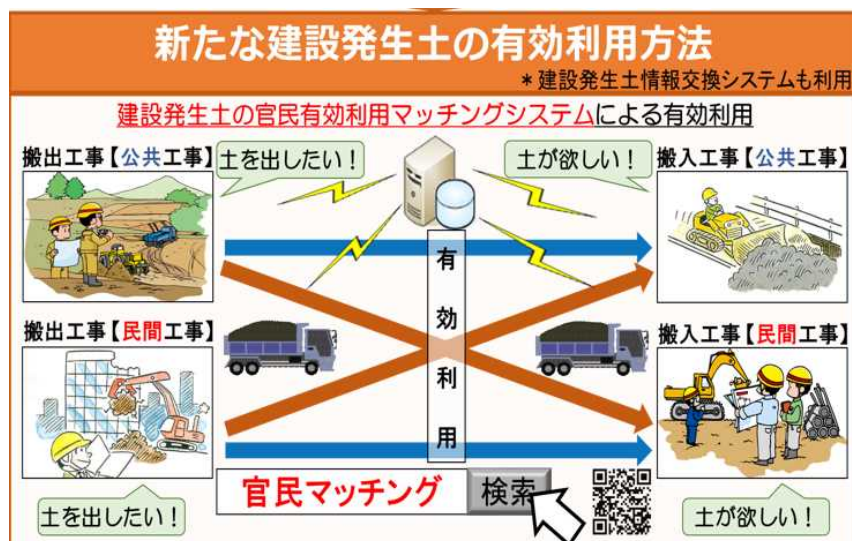 新たな建設発生土の有効利用方法
*建設発生土情報交換システムも利用
建設発生土の官民有効利用マッチングシステムによる有効利用
搬出工事【公共工事】
土を出したい！
土が欲しい！
搬入工事【公共工事】
有効利用
搬出工事【民間工事】
搬入工事【民間工事】
官民マッチング
検索
土を出したい！
土が欲しい！